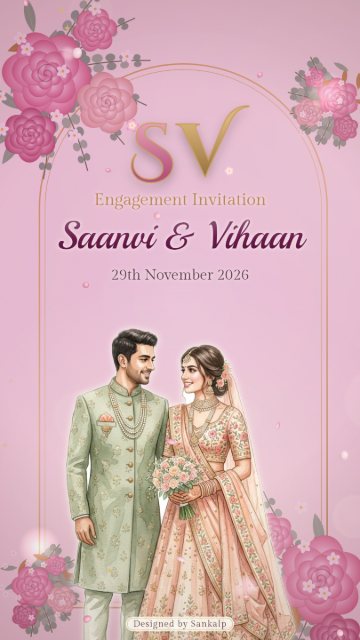 SV
Engagement Invitation
Saanvi & Vihaan
29th November 2026
Designed by Sankalp